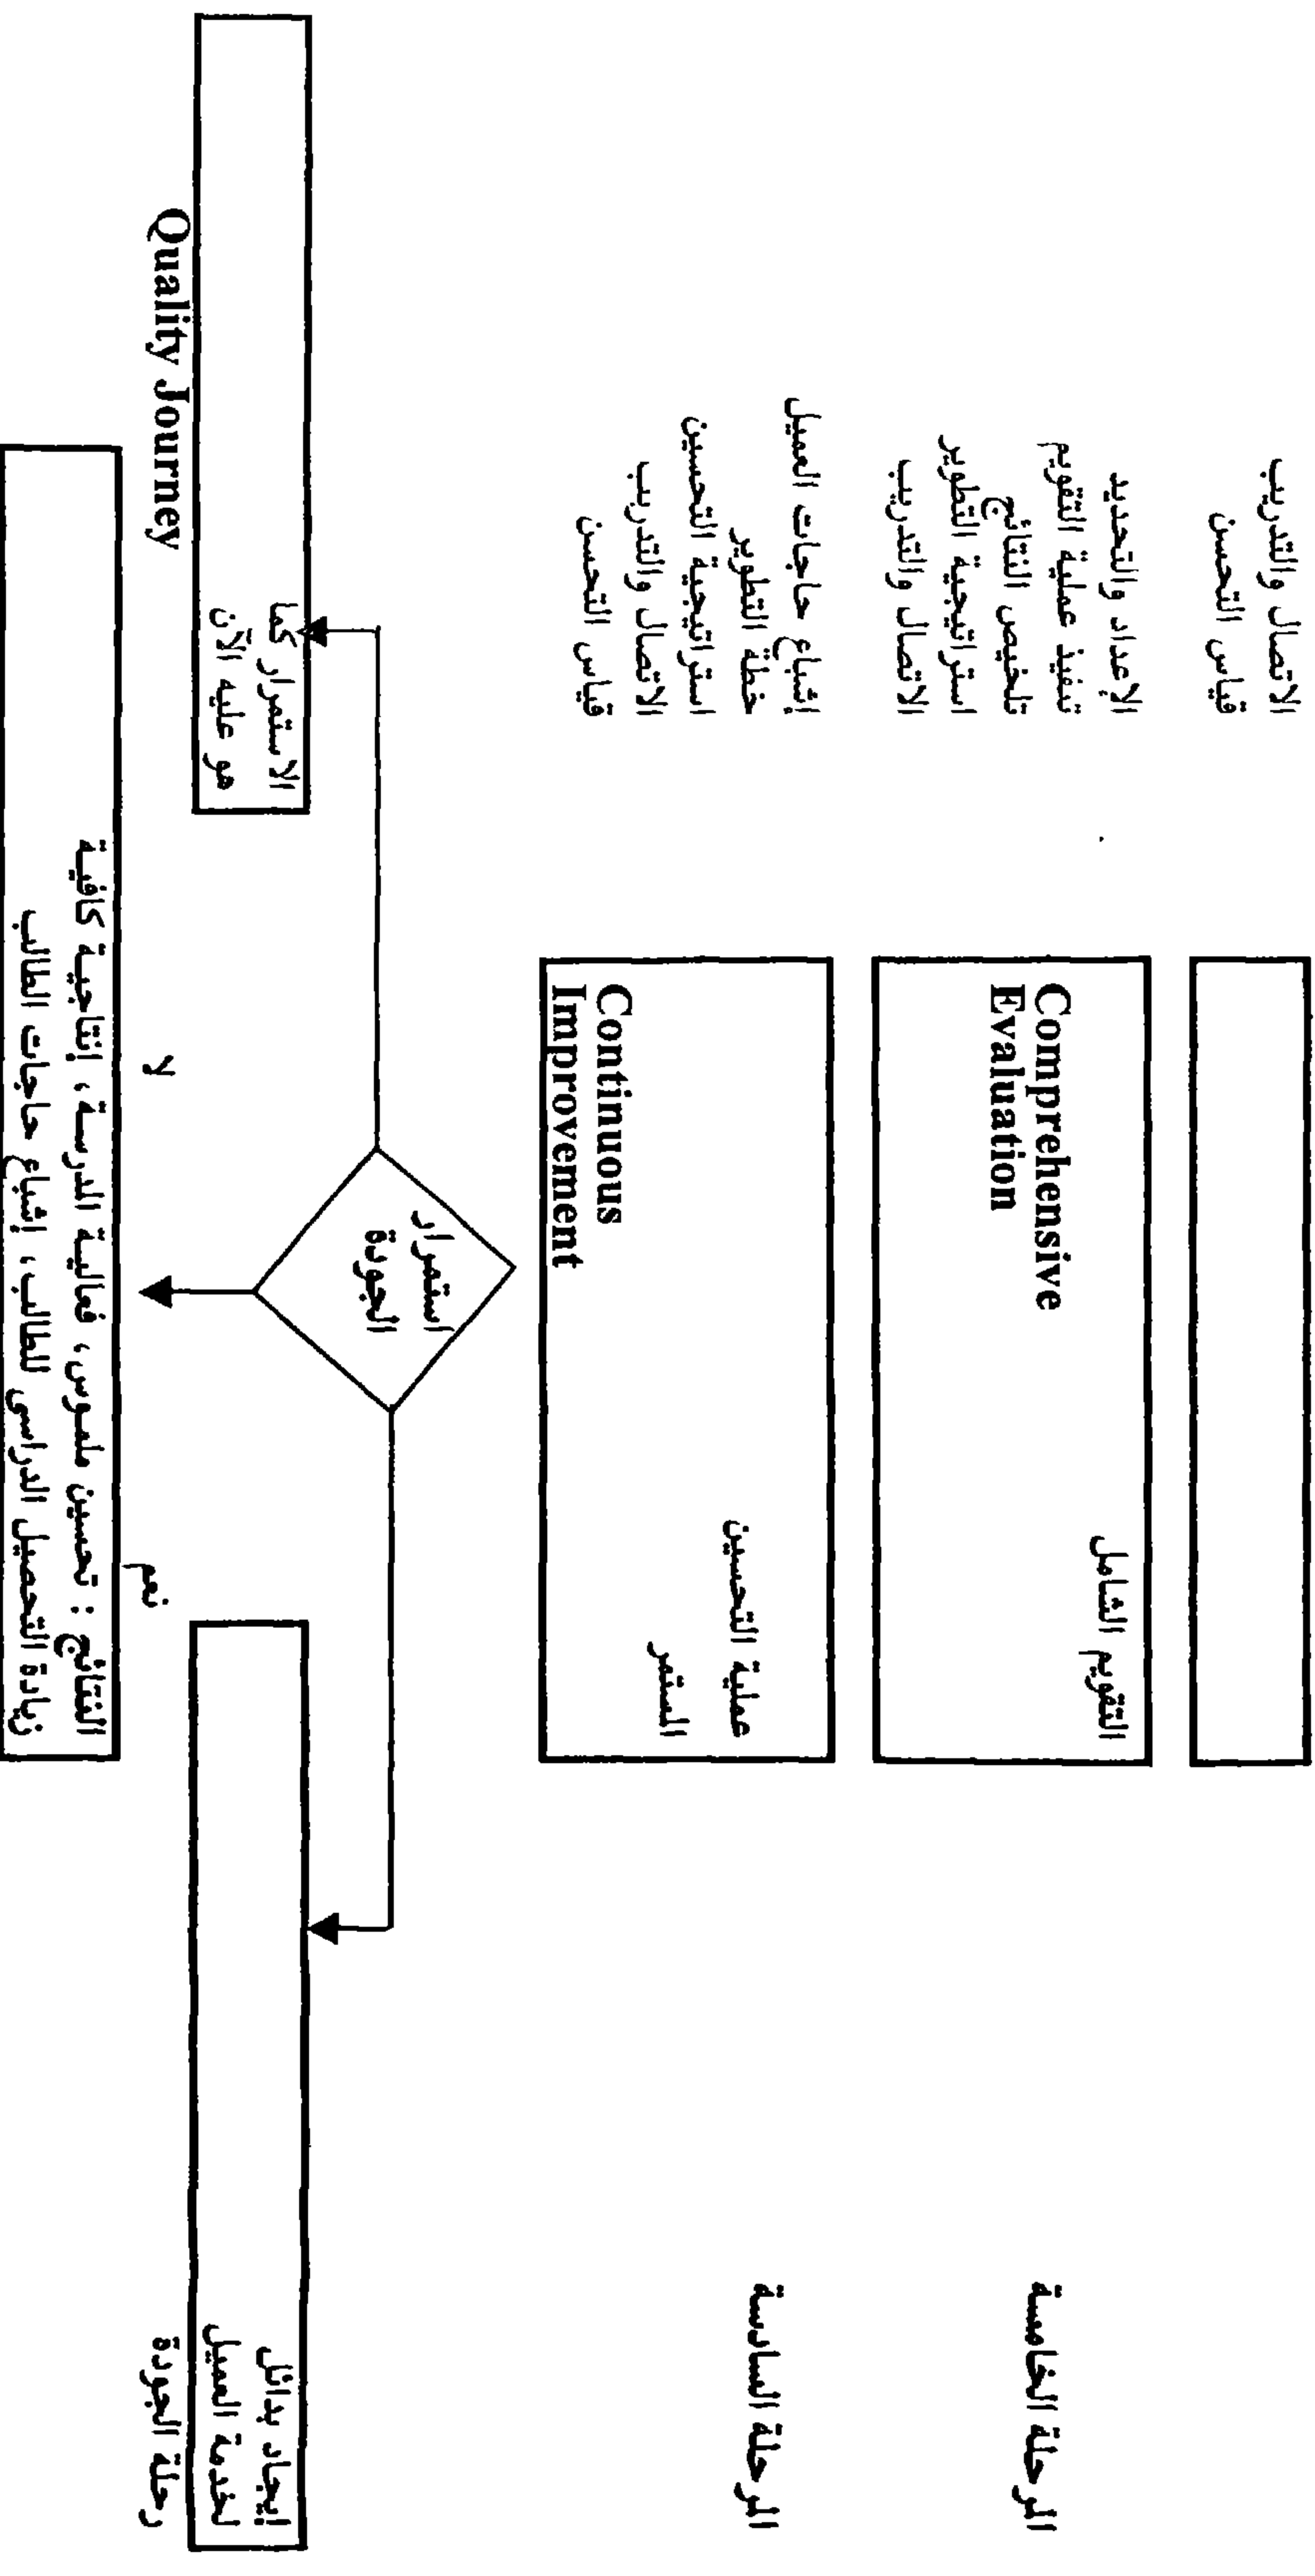 الاتصال والتدريب
قياس التحسن
المرحلة الخامسة
التقويم الشامل
Comprehensive
Evaluation
الإعداد والتحديد
تنفيذ عملية التقويم
تلخيص النتائج
استراتيجية التطوير
الاتصال والتدريب
المرحلة السادسة
عملية التحسين
المستمر
Continuous
Improvement
إشباع حاجات العميل
خطة التطوير
استراتيجية التحسين
الاتصال والتدريب
قياس التحسن
استمرار
الجودة
إيجاد بدائل
لخدمة العميل
الاستمرار كما
هو عليه الآن
رحلة الجودة
نعم
لا
Quality Journey
النتائج : تحسين ملموس، فعالية المدرسة، إنتاجية كافية
زيادة التحصيل الدراسى للطالب، إشباع حاجات الطالب